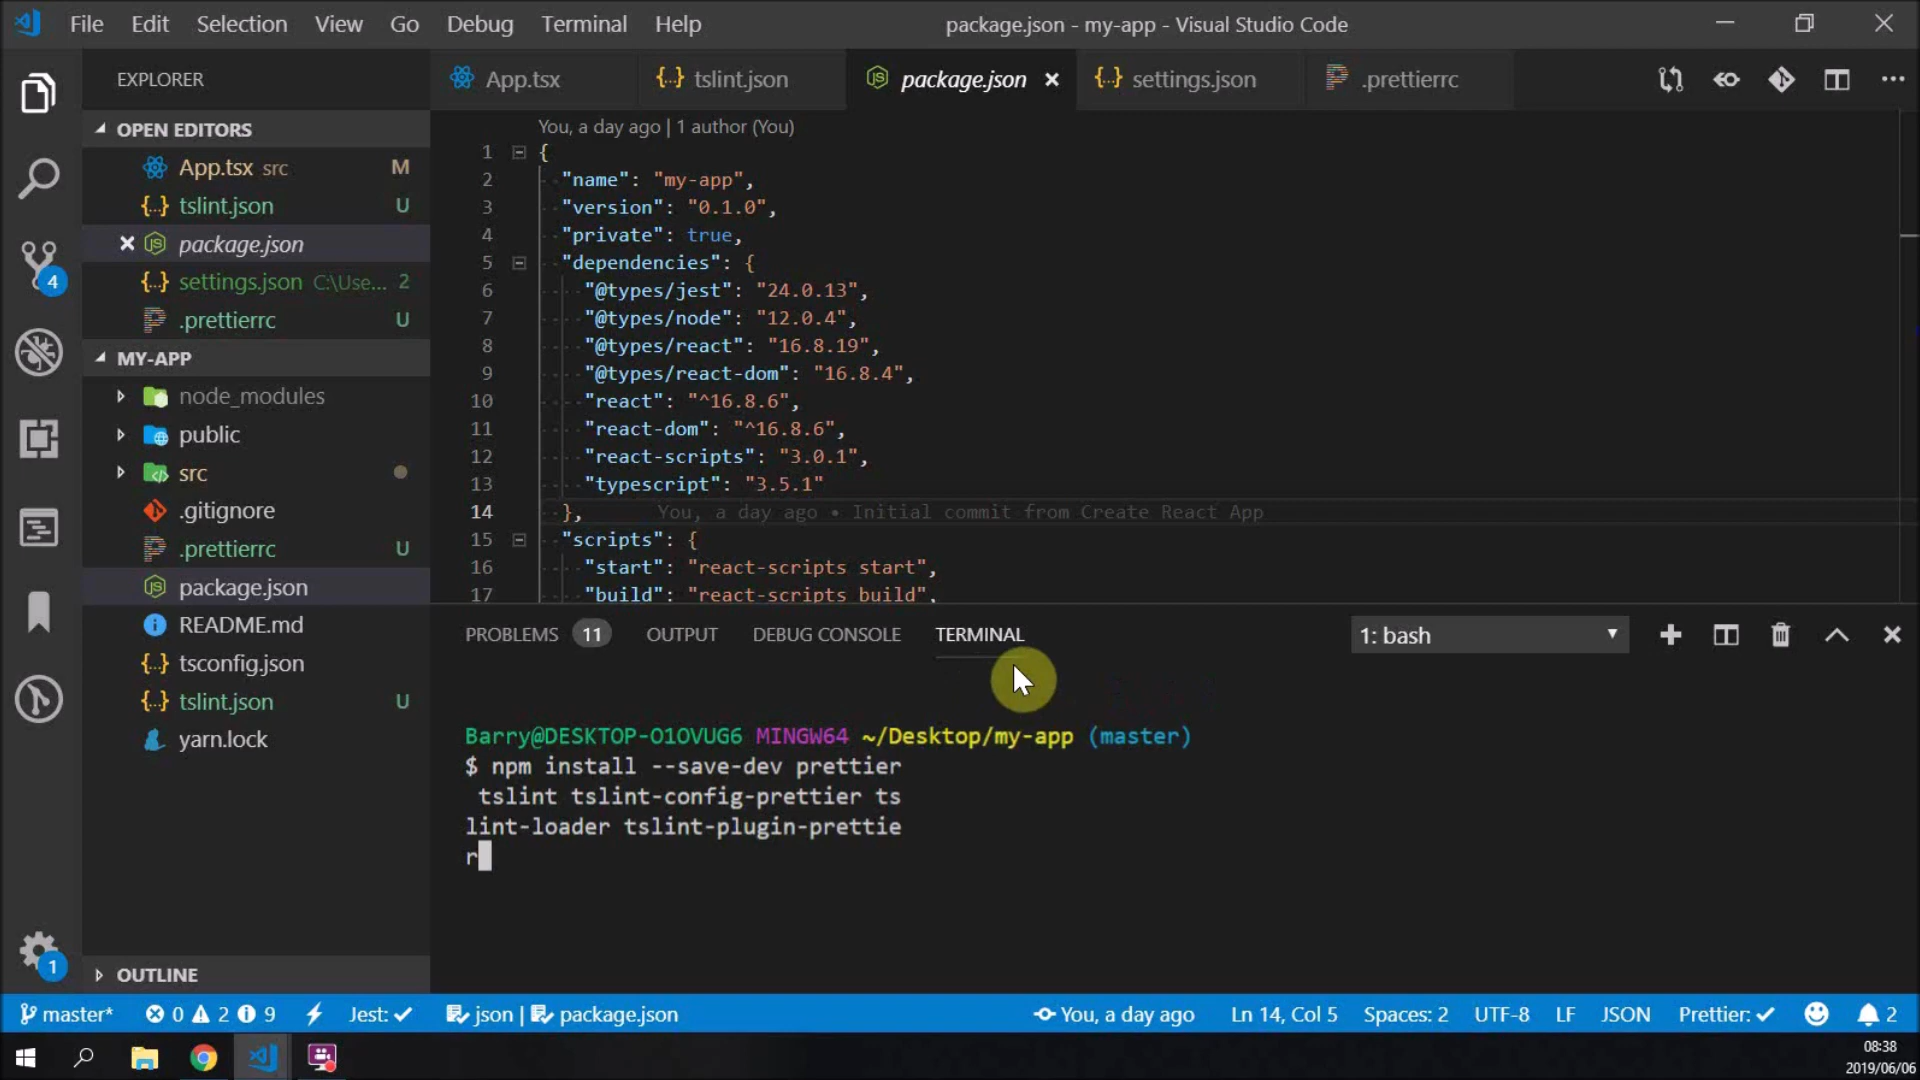 File Edit Selection View Go Debug Terminal Help
package.json - my-app - Visual Studio Code
EXPLORER
OPEN EDITORS
App.tsx src M
tslint.json U
package.json
settings.json C:\Use... 2
.prettierrc U
MY-APP
node_modules
public
src
.gitignore
.prettierrc U
package.json
README.md
tsconfig.json
tslint.json U
yarn.lock
OUTLINE
4
1
App.tsx tslint.json package.json settings.json .prettierrc
You, a day ago | 1 author (You)
1 {
2 "name": "my-app",
3 "version": "0.1.0",
4 "private": true,
5 "dependencies": {
6 "@types/jest": "24.0.13",
7 "@types/node": "12.0.4",
8 "@types/react": "16.8.19",
9 "@types/react-dom": "16.8.4",
10 "react": "^16.8.6",
11 "react-dom": "^16.8.6",
12 "react-scripts": "3.0.1",
13 "typescript": "3.5.1"
14 }, You, a day ago • Initial commit from Create React App
15 "scripts": {
16 "start": "react-scripts start",
17 "build": "react-scripts build",
PROBLEMS 11 OUTPUT DEBUG CONSOLE TERMINAL 1: bash
Barry@DESKTOP-O1OVUG6 MINGW64 ~/Desktop/my-app (master)
$ npm install --save-dev prettier
tslint tslint-config-prettier ts
lint-loader tslint-plugin-prettie
r
master* 0 2 9 Jest: json | package.json You, a day ago Ln 14, Col 5 Spaces: 2 UTF-8 LF JSON Prettier: 2
08:38
2019/06/06